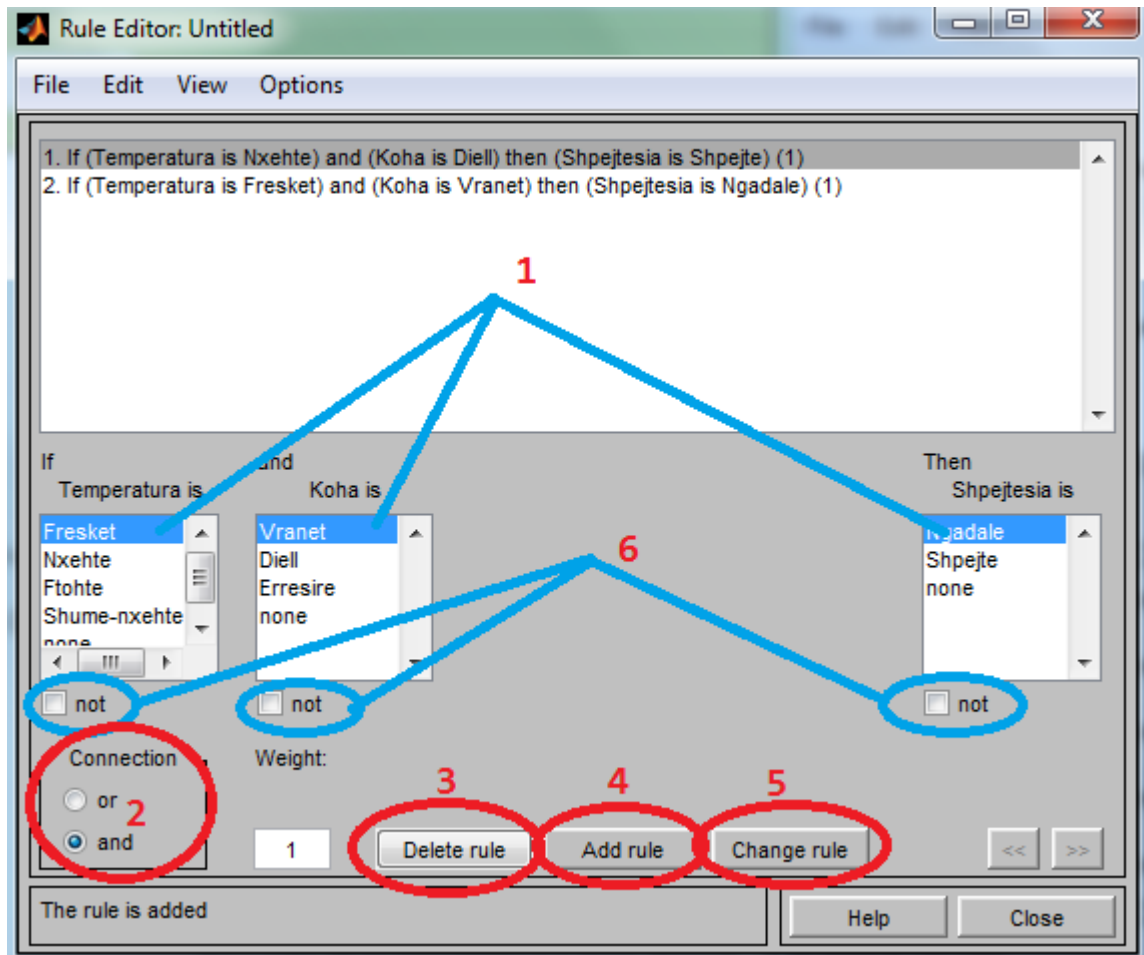 Rule Editor: Untitled
File Edit View Options
1. If (Temperatura is Nxehte) and (Koha is Diell) then (Shpejtesia is Shpejte) (1)
2. If (Temperatura is Fresket) and (Koha is Vranet) then (Shpejtesia is Ngadale) (1)
1
If and Then
Temperatura is Koha is Shpejtesia is
Fresket Vranet Ngadale
Nxehte Diell Shpejte
Ftohte Erresire none
Shume-nxehte none
none
6
not not not
Connection Weight:
or
2
and
3 4 5
1 Delete rule Add rule Change rule << >>
The rule is added Help Close